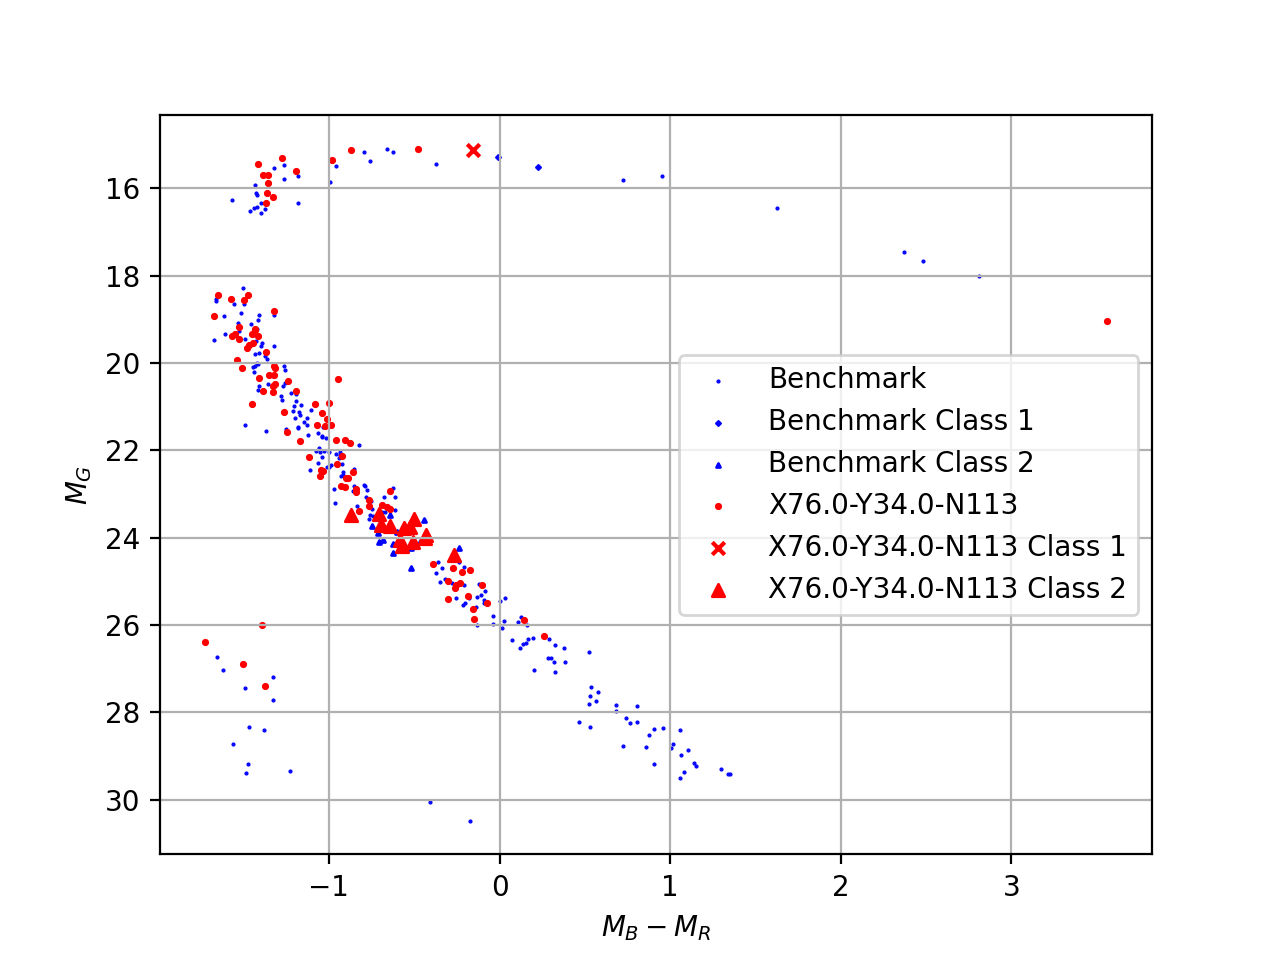 16
18
20
22
24
26
28
30
M_G
Benchmark
Benchmark Class 1
Benchmark Class 2
X76.0-Y34.0-N113
X76.0-Y34.0-N113 Class 1
X76.0-Y34.0-N113 Class 2
−1 0 1 2 3
M_B − M_R